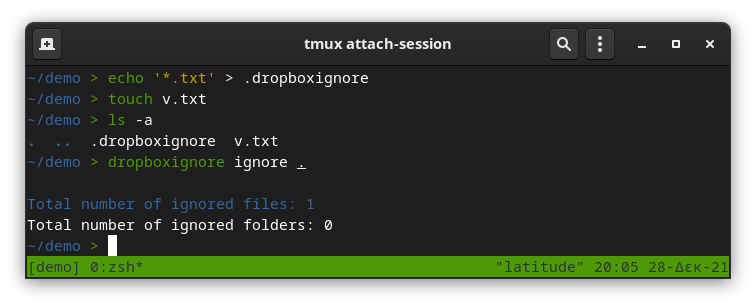 tmux attach-session
~/demo > echo '*.txt' > .dropboxignore
~/demo > touch v.txt
~/demo > ls -a
.  ..  .dropboxignore  v.txt
~/demo > dropboxignore ignore .
Total number of ignored files: 1
Total number of ignored folders: 0
~/demo >
[demo] 0:zsh* "latitude" 20:05 28-Δεκ-21